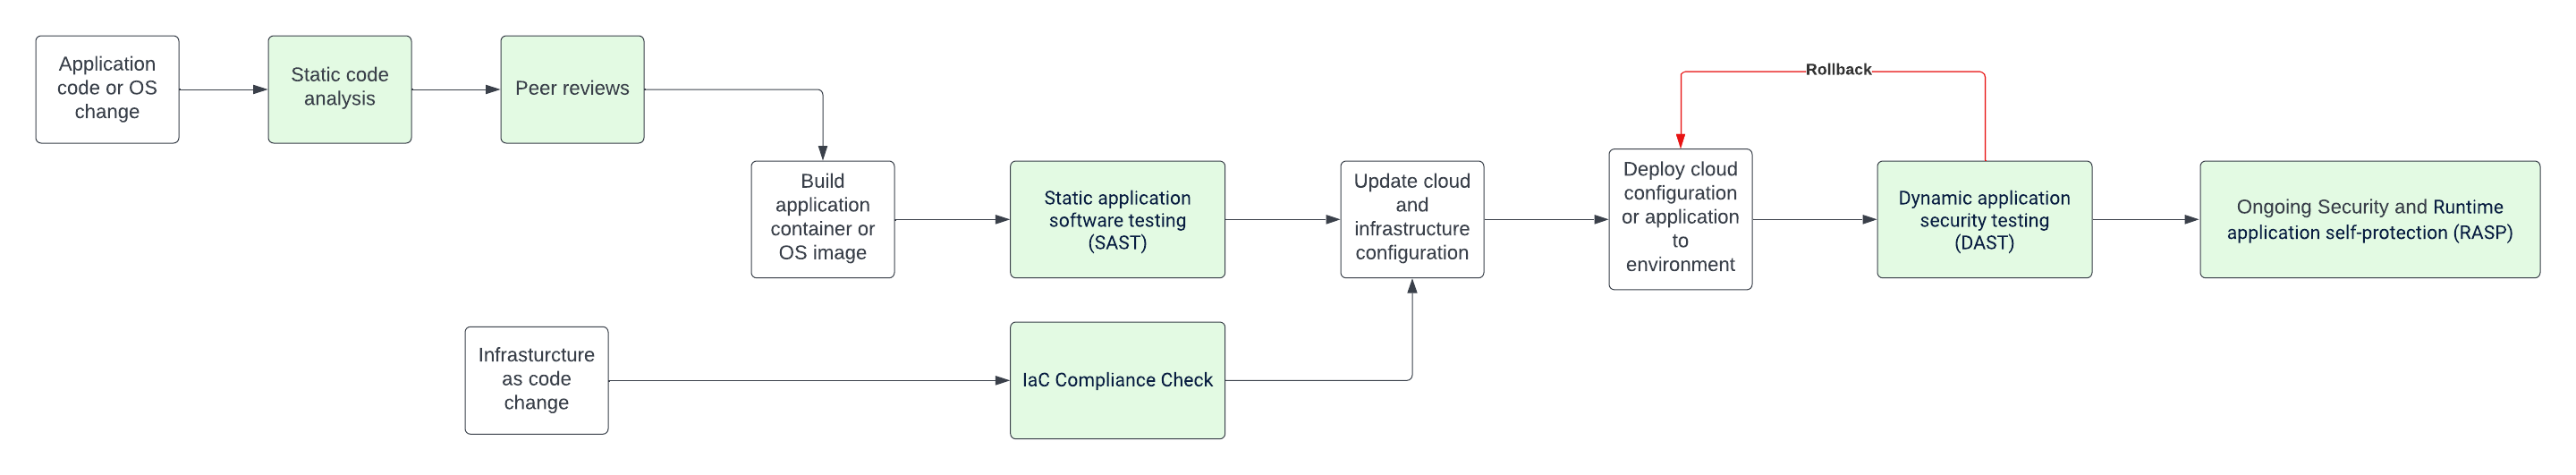 Application
code or OS
change
Static code
analysis
Peer reviews
Rollback
Build
application
container or
OS image
Static application
software testing
(SAST)
Update cloud
and
infrastructure
configuration
Deploy cloud
configuration
or application
to
environment
Dynamic application
security testing
(DAST)
Ongoing Security and Runtime
application self-protection (RASP)
Infrasturcture
as code
change
IaC Compliance Check